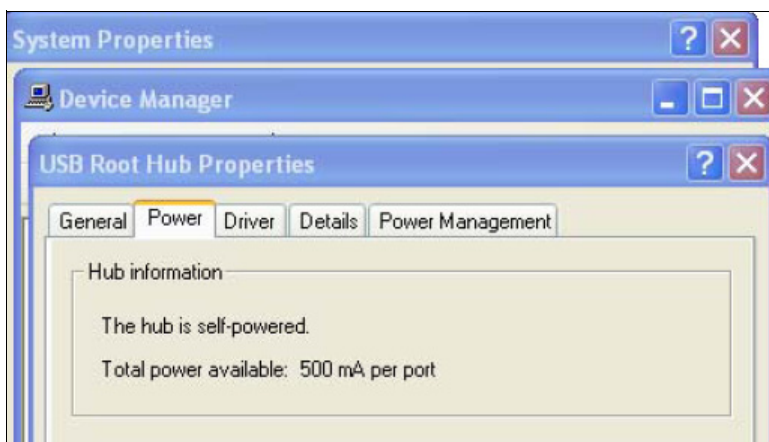 System Properties
Device Manager
USB Root Hub Properties
General Power Driver Details Power Management
Hub information
The hub is self-powered.
Total power available: 500 mA per port